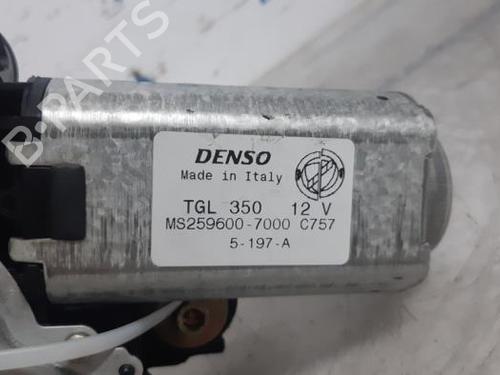 DENSO
Made in Italy
TGL 350 12 V
MS259600-7000 C757
5-197-A
B-PARTS